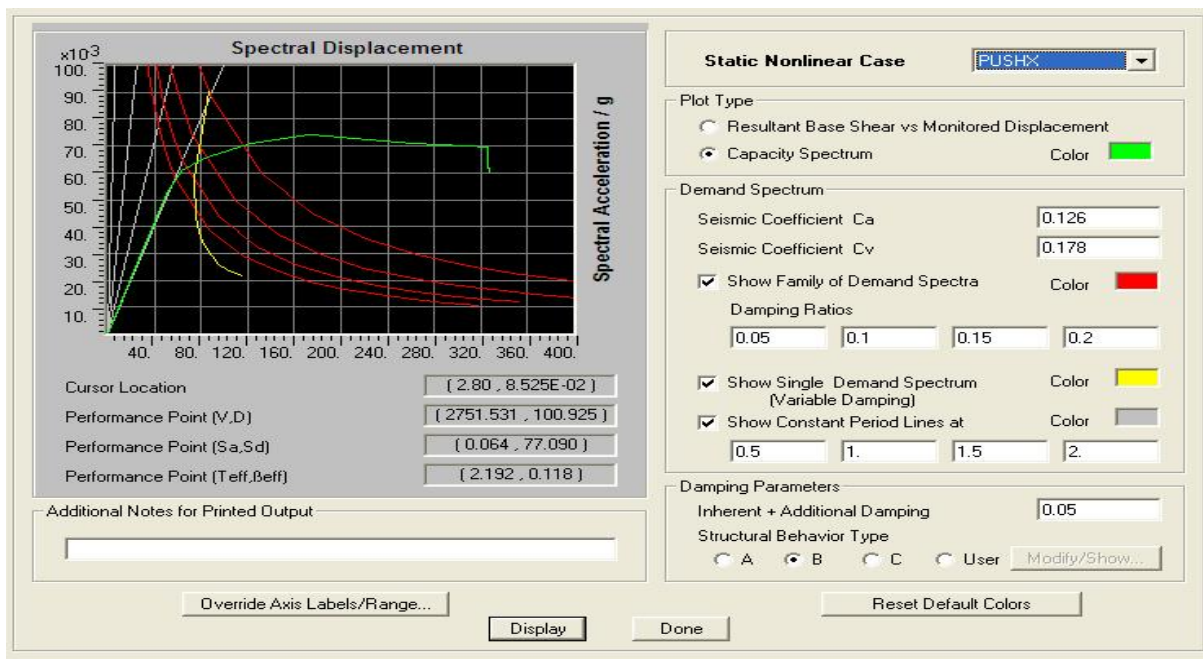 Spectral Displacement
x10-3
100.
90.
80.
70.
60.
50.
40.
30.
20.
10.
40. 80. 120. 160. 200. 240. 280. 320. 360. 400.
Spectral Acceleration / g
Cursor Location ( 2.80 , 8.525E-02 )
Performance Point (V,D) ( 2751.531 , 100.925 )
Performance Point (Sa,Sd) ( 0.064 , 77.090 )
Performance Point (Teff,ßeff) ( 2.192 , 0.118 )
Additional Notes for Printed Output
Override Axis Labels/Range...
Static Nonlinear Case PUSHX
Plot Type
Resultant Base Shear vs Monitored Displacement
Capacity Spectrum Color
Demand Spectrum
Seismic Coefficient Ca 0.126
Seismic Coefficient Cv 0.178
Show Family of Demand Spectra Color
Damping Ratios
0.05 0.1 0.15 0.2
Show Single Demand Spectrum Color
(Variable Damping)
Show Constant Period Lines at Color
0.5 1. 1.5 2.
Damping Parameters
Inherent + Additional Damping 0.05
Structural Behavior Type
A B C User Modify/Show...
Reset Default Colors
Display Done